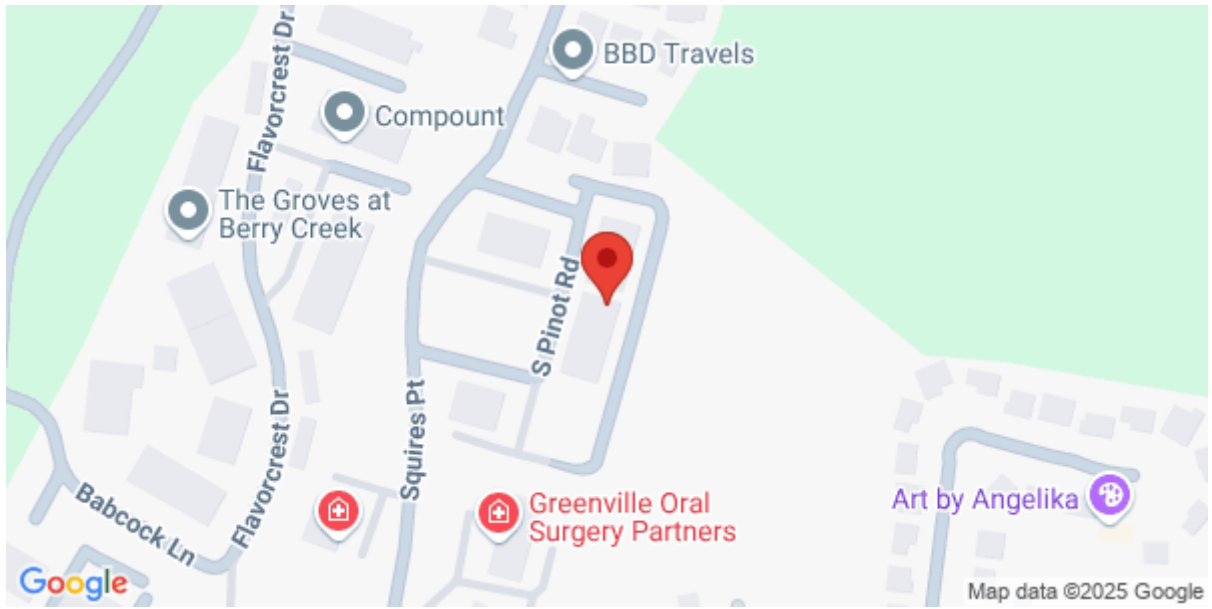 Flavorcrest Dr
BBD Travels
Compount
The Groves at
Berry Creek
S Pinot Rd
Squires Pt
Flavorcrest Dr
Babcock Ln
Greenville Oral
Surgery Partners
Art by Angelika
Google
Map data ©2025 Google